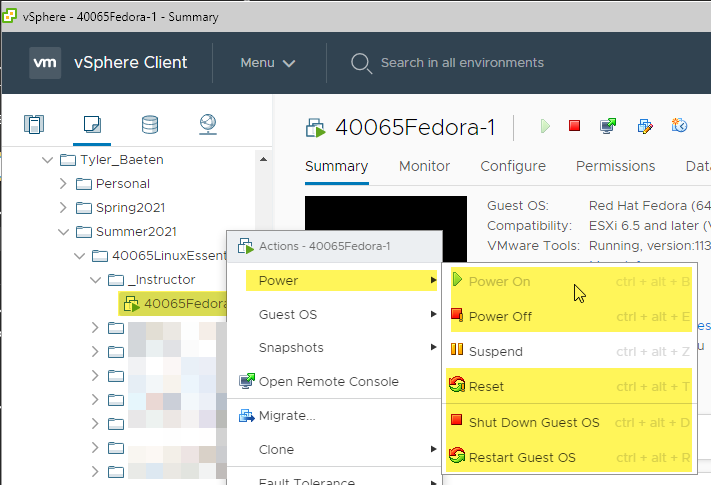 vSphere - 40065Fedora-1 - Summary
vm vSphere Client Menu Search in all environments
40065Fedora-1
Summary Monitor Configure Permissions Data
Tyler_Baeten
Personal
Spring2021
Summer2021
40065LinuxEssent
_Instructor
40065Fedora
Guest OS: Red Hat Fedora (64
Compatibility: ESXi 6.5 and later (V
VMware Tools: Running, version:113
Actions - 40065Fedora-1
Power
Guest OS
Snapshots
Open Remote Console
Migrate...
Clone
Fault Tolerance
Power On ctrl + alt + B
Power Off ctrl + alt + E
Suspend ctrl + alt + Z
Reset ctrl + alt + T
Shut Down Guest OS ctrl + alt + D
Restart Guest OS ctrl + alt + R
es
u